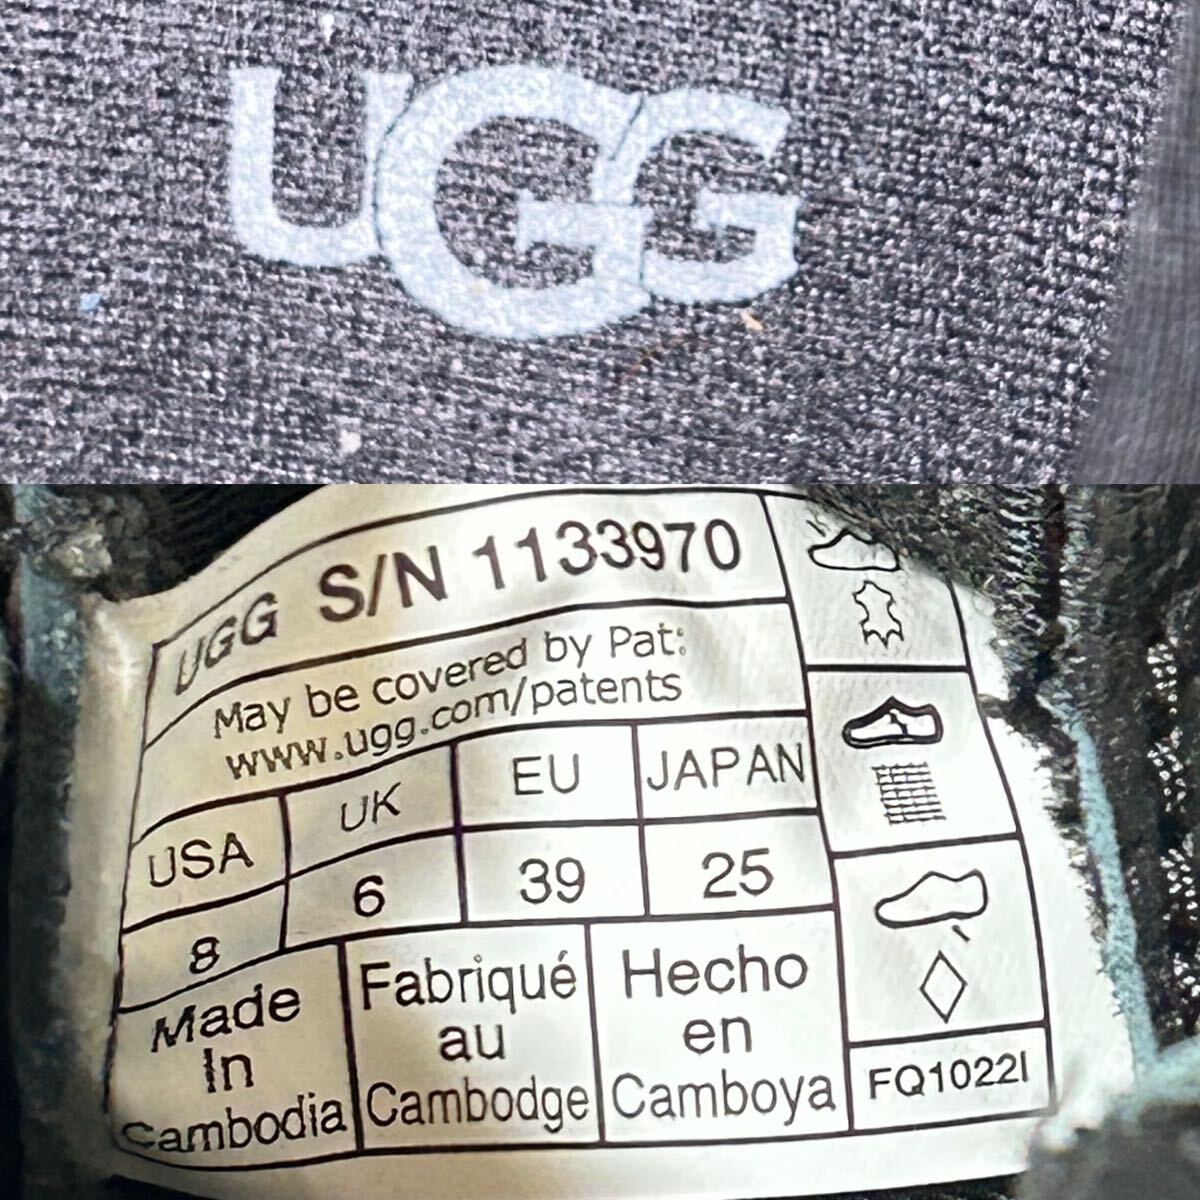 UGG
UGG S/N 1133970
May be covered by Pat:
www.ugg.com/patents
USA UK EU JAPAN
8 6 39 25
Made In Cambodia
Fabriqué au Cambodge
Hecho en Camboya
FQ1022I